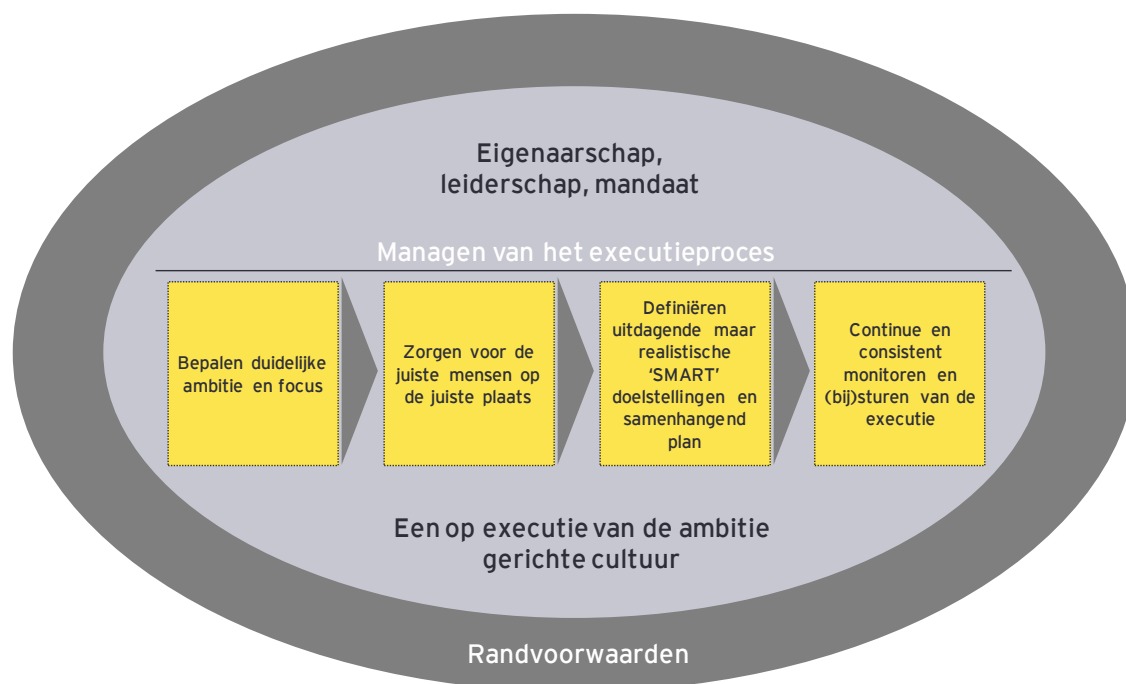 Eigenaarschap,
leiderschap, mandaat
Managen van het executieproces
Bepalen duidelijke
ambitie en focus
Zorgen voor de
juiste mensen op
de juiste plaats
Definiëren
uitdagende maar
realistische
‘SMART’
doelstellingen en
samenhangend
plan
Continue en
consistent
monitoren en
(bij)sturen van de
executie
Een op executie van de ambitie
gerichte cultuur
Randvoorwaarden